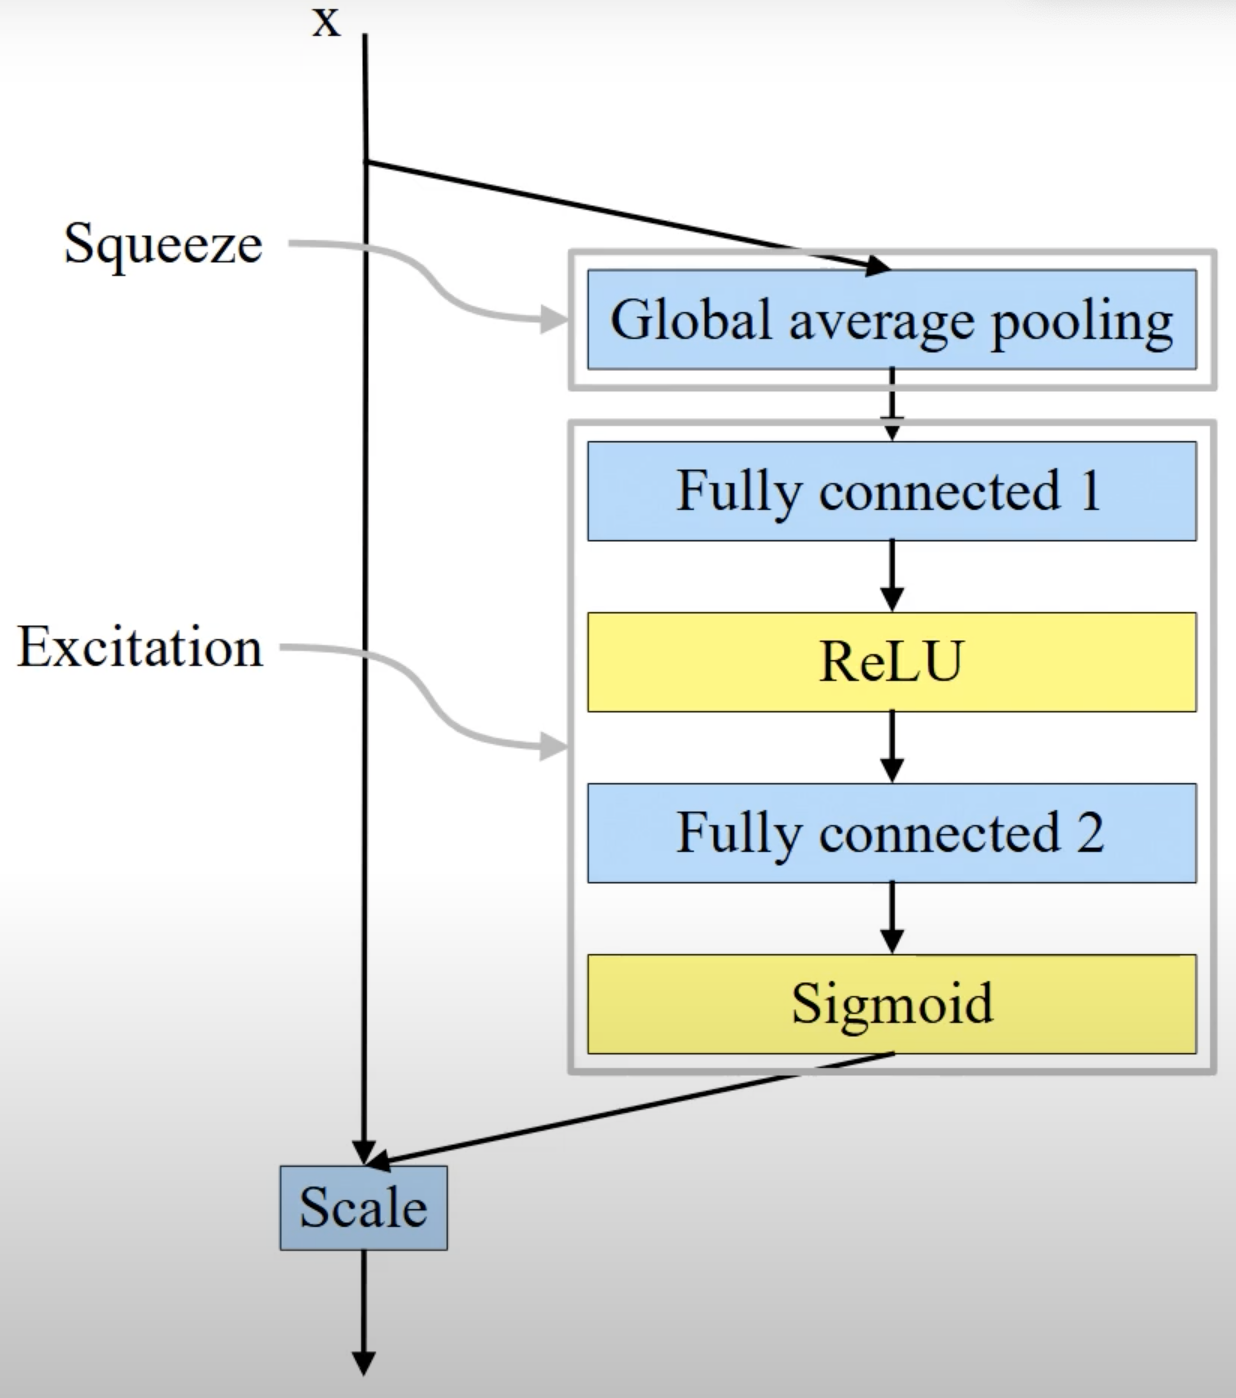 x
Squeeze
Global average pooling
Fully connected 1
Excitation
ReLU
Fully connected 2
Sigmoid
Scale